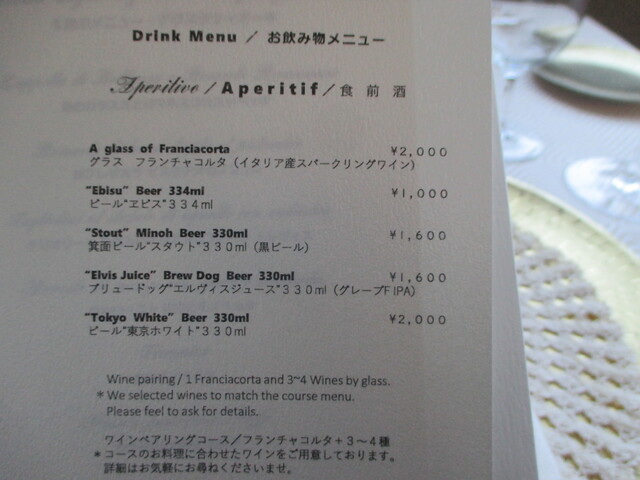 Drink Menu / お飲み物メニュー
Aperitivo / Aperitif / 食前酒
A glass of Franciacorta ¥2,000
グラス フランチャコルタ（イタリア産スパークリングワイン）
"Ebisu" Beer 334ml ¥1,000
ビール"ヱビス"３３４ml
"Stout" Minoh Beer 330ml ¥1,600
箕面ビール"スタウト"３３０ml（黒ビール）
"Elvis Juice" Brew Dog Beer 330ml ¥1,600
ブリュードッグ"エルヴィスジュース"３３０ml（グレープFIPA）
"Tokyo White" Beer 330ml ¥2,000
ビール"東京ホワイト"３３０ml
Wine pairing / 1 Franciacorta and 3~4 Wines by glass.
＊We selected wines to match the course menu.
Please feel to ask for details.
ワインペアリングコース／フランチャコルタ＋３～４種
＊コースのお料理に合わせたワインをご用意しております。
詳細はお気軽にお尋ねくださいませ。